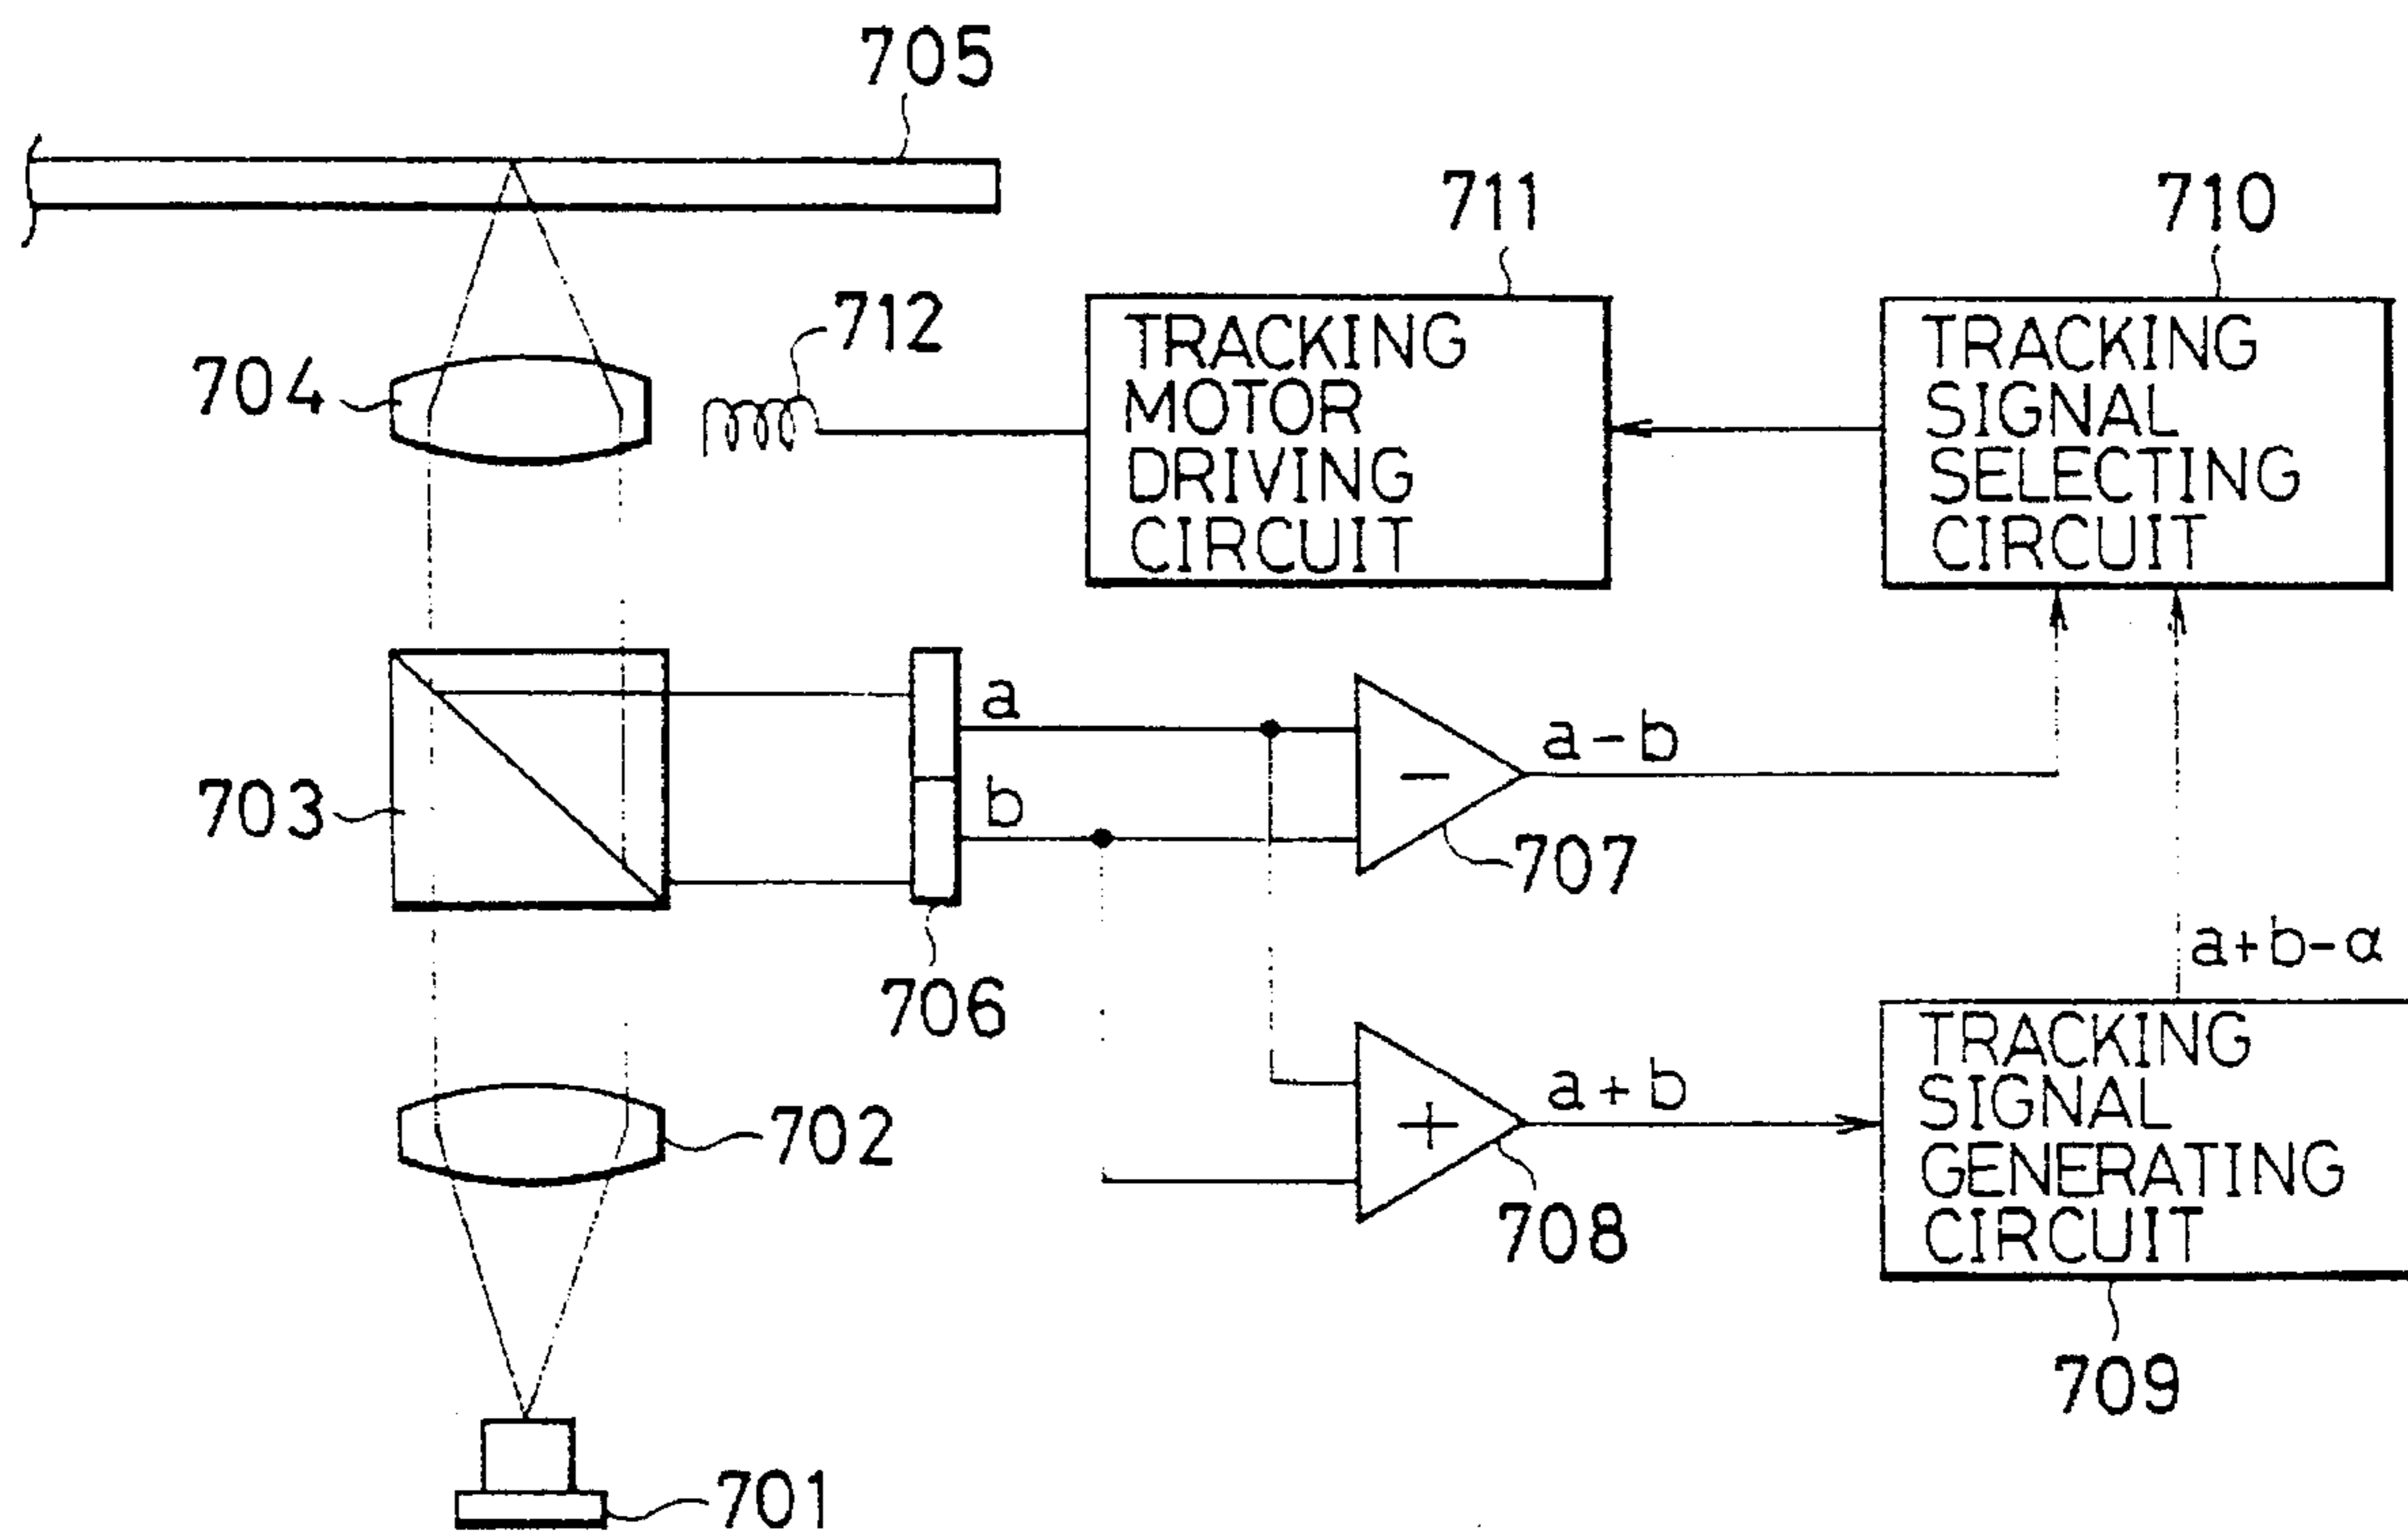 705
711
710
712
704
TRACKING
MOTOR
DRIVING
CIRCUIT
TRACKING
SIGNAL
SELECTING
CIRCUIT
703
a
b
-
a-b
707
706
a+b-α
702
+
a+b
708
TRACKING
SIGNAL
GENERATING
CIRCUIT
709
701